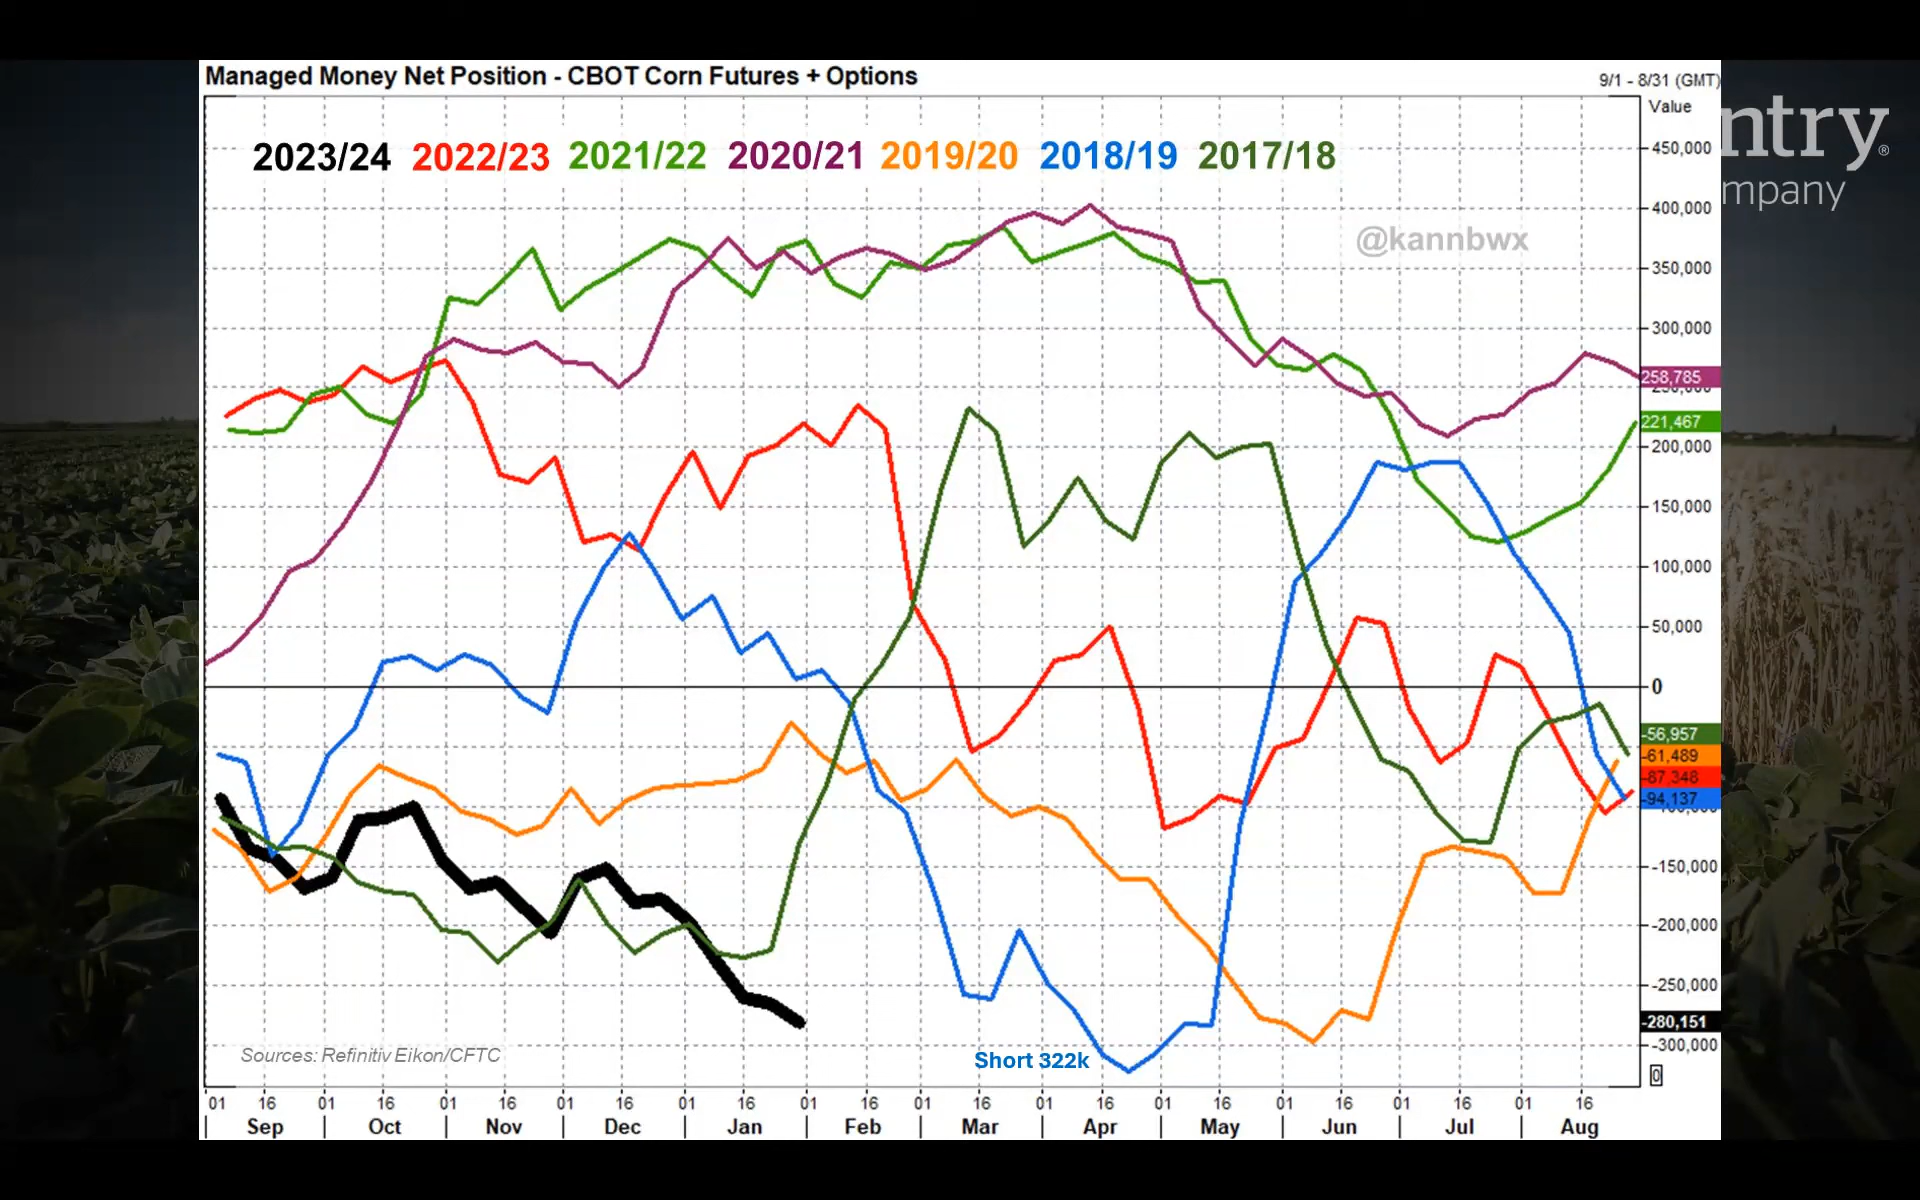 Managed Money Net Position - CBOT Corn Futures + Options
9/1 - 8/31 (GMT)
Value
ntry®
mpany
2023/24 2022/23 2021/22 2020/21 2019/20 2018/19 2017/18
@kannbwx
450,000
400,000
350,000
300,000
258,785
221,467
200,000
150,000
100,000
50,000
0
-56,957
-61,489
-87,348
-94,137
-150,000
-200,000
-250,000
-280,151
-300,000
0
Sources: Refinitiv Eikon/CFTC
Short 322k
01 16 01 16 01 16 01 16 01 16 01 16 01 16 01 16 01 16 01 16 01 16 01 16
Sep Oct Nov Dec Jan Feb Mar Apr May Jun Jul Aug